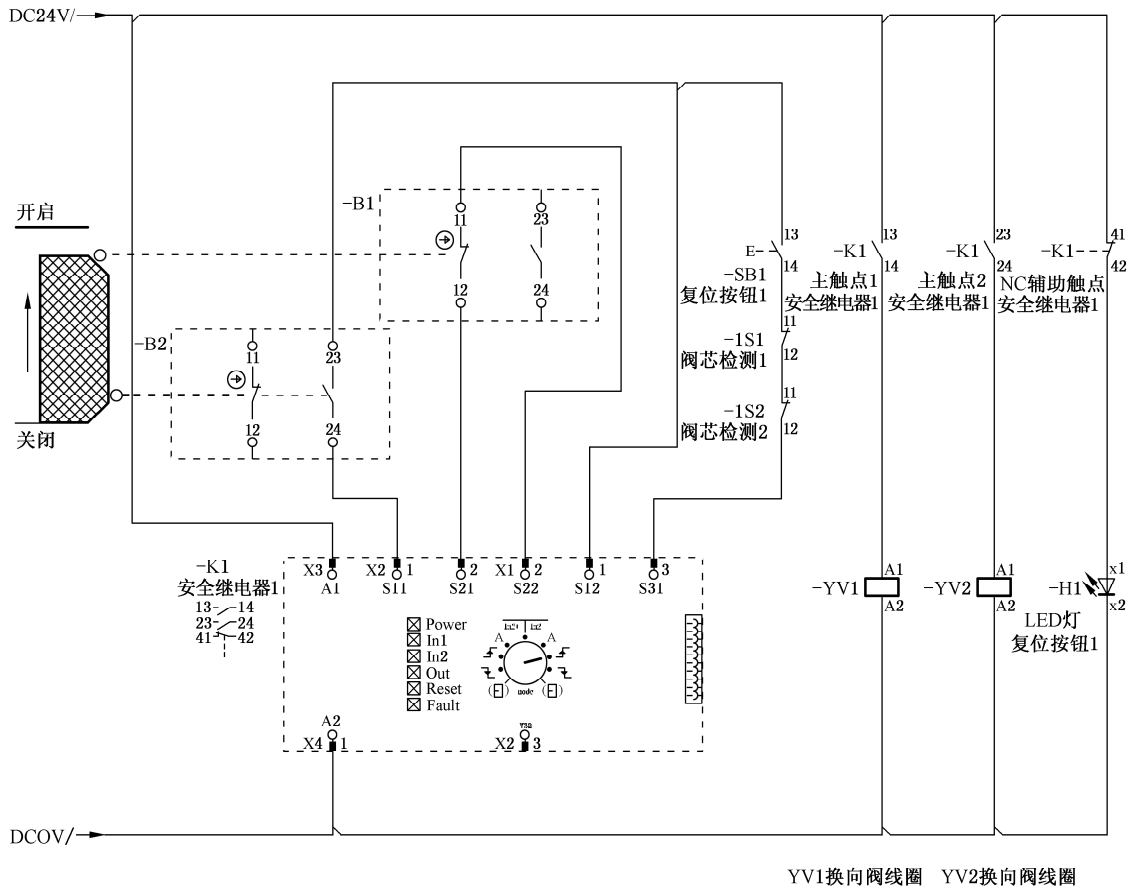 DC24V/
-B1
开启
11
23
E
13
14
-SB1
复位按钮1
-K1
13
14
主触点1
安全继电器1
-K1
23
24
主触点2
安全继电器1
-K1
41
42
NC辅助触点
安全继电器1
12
24
-B2
11
23
12
24
关闭
-1S1
阀芯检测1
11
12
-1S2
阀芯检测2
11
12
-K1
安全继电器1
13 14
23 24
41 42
X3
A1
X2 1
S11
2
S21
X1 2
S22
1
S12
3
S31
Power
In1
In2
Out
Reset
Fault
In1 In2
A A
mode
A2
X4 1
X2 3
-YV1
A1
A2
-YV2
A1
A2
-H1
x1
x2
LED灯
复位按钮1
DCOV/
YV1换向阀线圈 YV2换向阀线圈